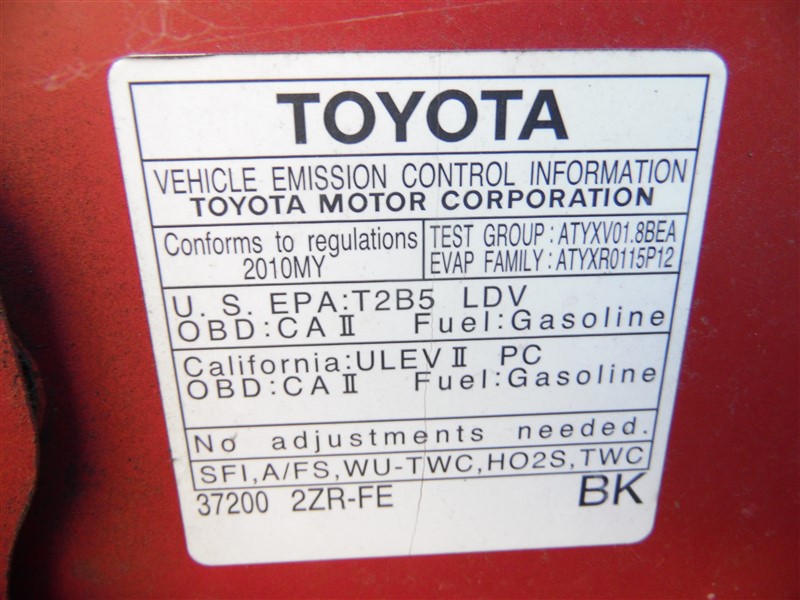 TOYOTA
VEHICLE EMISSION CONTROL INFORMATION
TOYOTA MOTOR CORPORATION
Conforms to regulations
2010MY
TEST GROUP:ATYXV01.8BEA
EVAP FAMILY:ATYXR0115P12
U. S. EPA:T2B5 LDV
OBD:CA II Fuel:Gasoline
California:ULEV II PC
OBD:CA II Fuel:Gasoline
No adjustments needed.
SFI,A/FS,WU-TWC,HO2S,TWC
37200 2ZR-FE BK